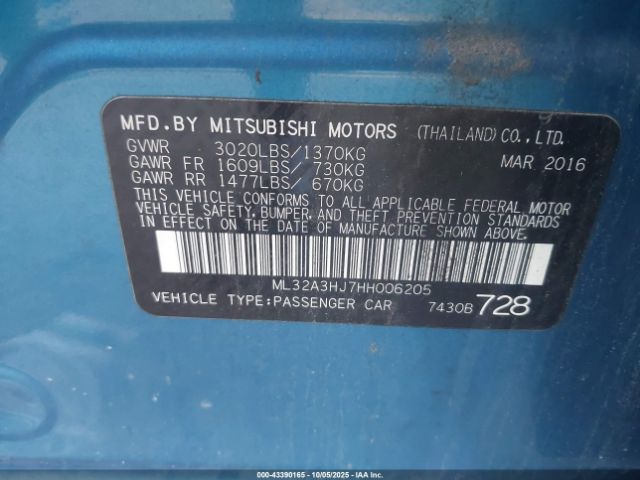 MFD.BY MITSUBISHI MOTORS (THAILAND) CO., LTD.
GVWR 3020LBS/1370KG MAR 2016
GAWR FR 1609LBS/ 730KG
GAWR RR 1477LBS/ 670KG
THIS VEHICLE CONFORMS TO ALL APPLICABLE FEDERAL MOTOR
VEHICLE SAFETY, BUMPER, AND THEFT PREVENTION STANDARDS
IN EFFECT ON THE DATE OF MANUFACTURE SHOWN ABOVE.
ML32A3HJ7HH006205
VEHICLE TYPE:PASSENGER CAR 7430B 728
000-43390165 - 10/05/2025 - IAAI.COM